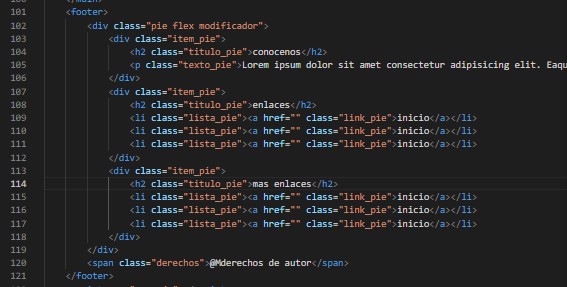 101 <footer>
102 <div class="pie flex modificador">
103 <div class="item_pie">
104 <h2 class="titulo_pie">conocenos</h2>
105 <p class="texto_pie">Lorem ipsum dolor sit amet consectetur adipisicing elit. Eaqu
106 </div>
107 <div class="item_pie">
108 <h2 class="titulo_pie">enlaces</h2>
109 <li class="lista_pie"><a href="" class="link_pie">inicio</a></li>
110 <li class="lista_pie"><a href="" class="link_pie">inicio</a></li>
111 <li class="lista_pie"><a href="" class="link_pie">inicio</a></li>
112 </div>
113 <div class="item_pie">
114 <h2 class="titulo_pie">mas enlaces</h2>
115 <li class="lista_pie"><a href="" class="link_pie">inicio</a></li>
116 <li class="lista_pie"><a href="" class="link_pie">inicio</a></li>
117 <li class="lista_pie"><a href="" class="link_pie">inicio</a></li>
118 </div>
119 </div>
120 <span class="derechos">@Mderechos de autor</span>
121 </footer>